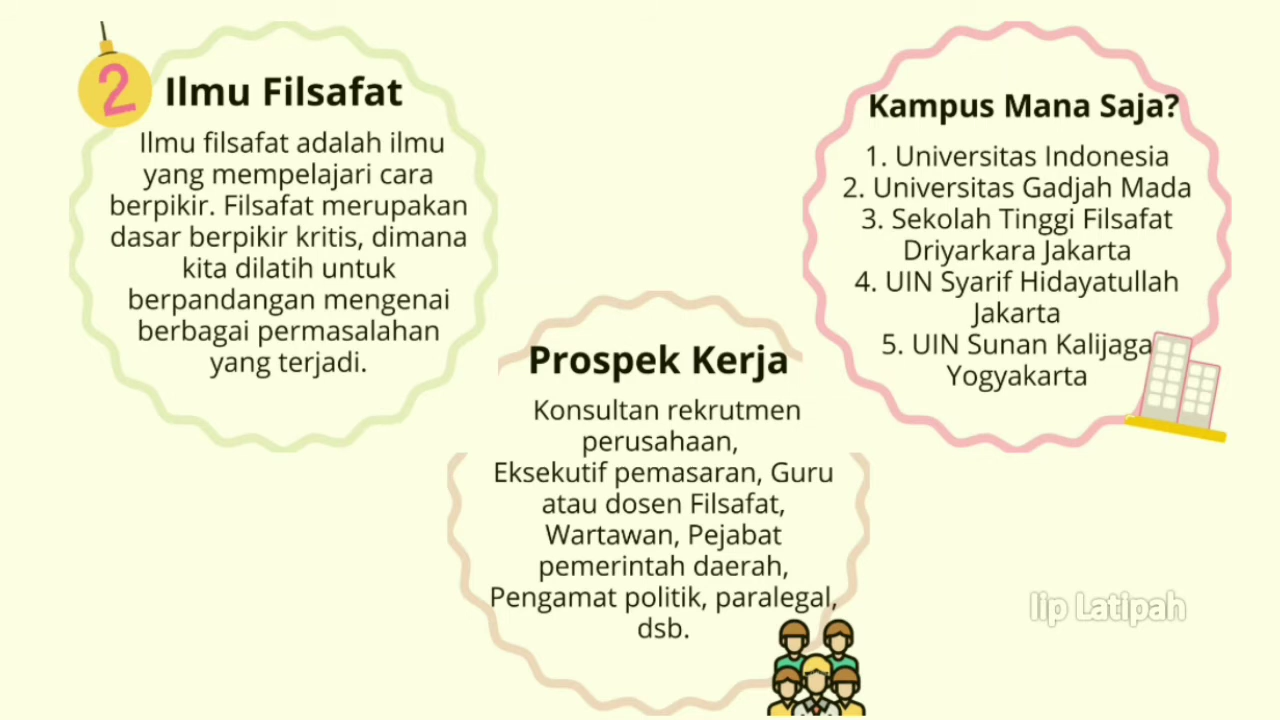 2
Ilmu Filsafat
Ilmu filsafat adalah ilmu
yang mempelajari cara
berpikir. Filsafat merupakan
dasar berpikir kritis, dimana
kita dilatih untuk
berpandangan mengenai
berbagai permasalahan
yang terjadi.
Prospek Kerja
Konsultan rekrutmen
perusahaan,
Eksekutif pemasaran, Guru
atau dosen Filsafat,
Wartawan, Pejabat
pemerintah daerah,
Pengamat politik, paralegal,
dsb.
Kampus Mana Saja?
1. Universitas Indonesia
2. Universitas Gadjah Mada
3. Sekolah Tinggi Filsafat
Driyarkara Jakarta
4. UIN Syarif Hidayatullah
Jakarta
5. UIN Sunan Kalijaga
Yogyakarta
Iip Latipah